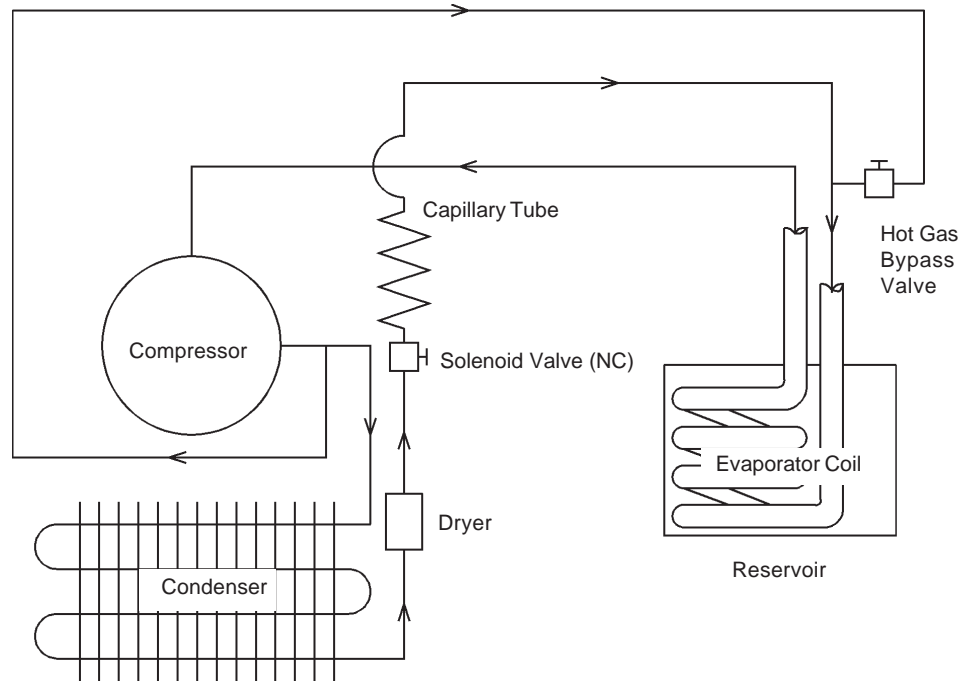 Capillary Tube
Hot Gas
Bypass
Valve
Compressor
Solenoid Valve (NC)
Evaporator Coil
Dryer
Reservoir
Condenser